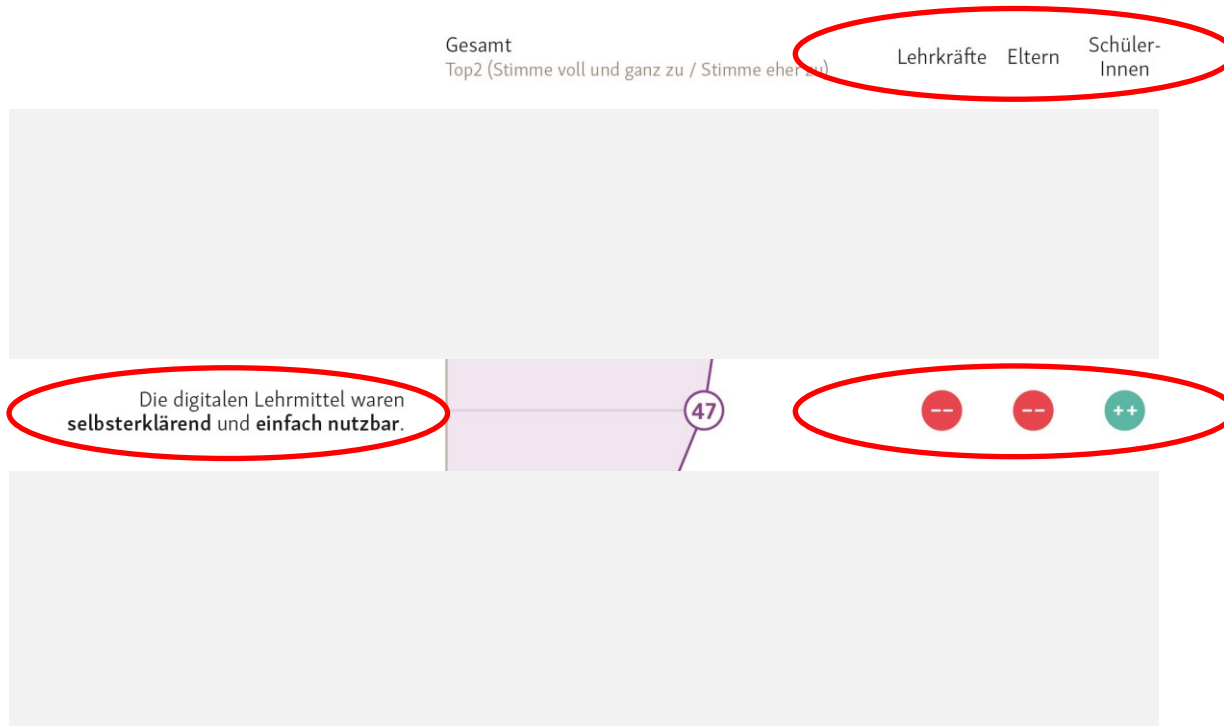 Gesamt
Top2 (Stimme voll und ganz zu / Stimme eher zu)
Lehrkräfte Eltern Schüler-
Innen
Die digitalen Lehrmittel waren
selbsterklärend und einfach nutzbar.
47
-- -- ++